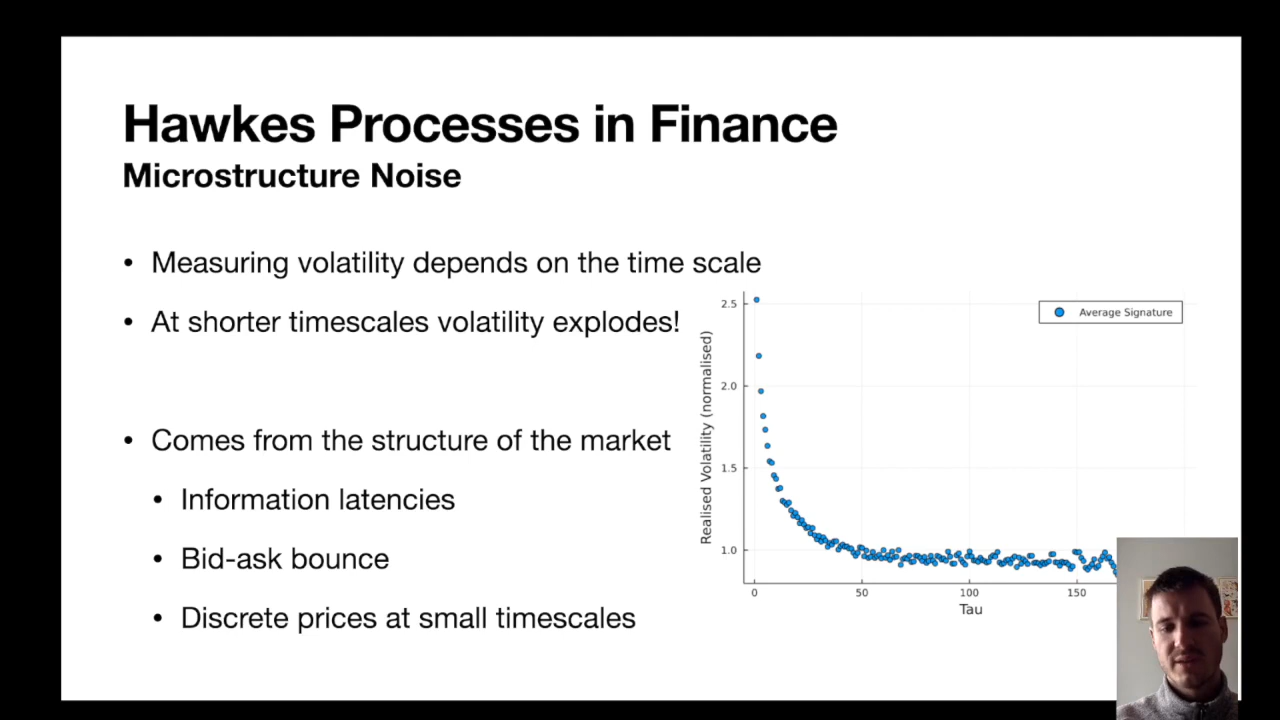 Hawkes Processes in Finance
Microstructure Noise
• Measuring volatility depends on the time scale
• At shorter timescales volatility explodes!
• Comes from the structure of the market
• Information latencies
• Bid-ask bounce
• Discrete prices at small timescales
Realised Volatility (normalised)
2.5
2.0
1.5
1.0
Average Signature
0
50
100
150
Tau